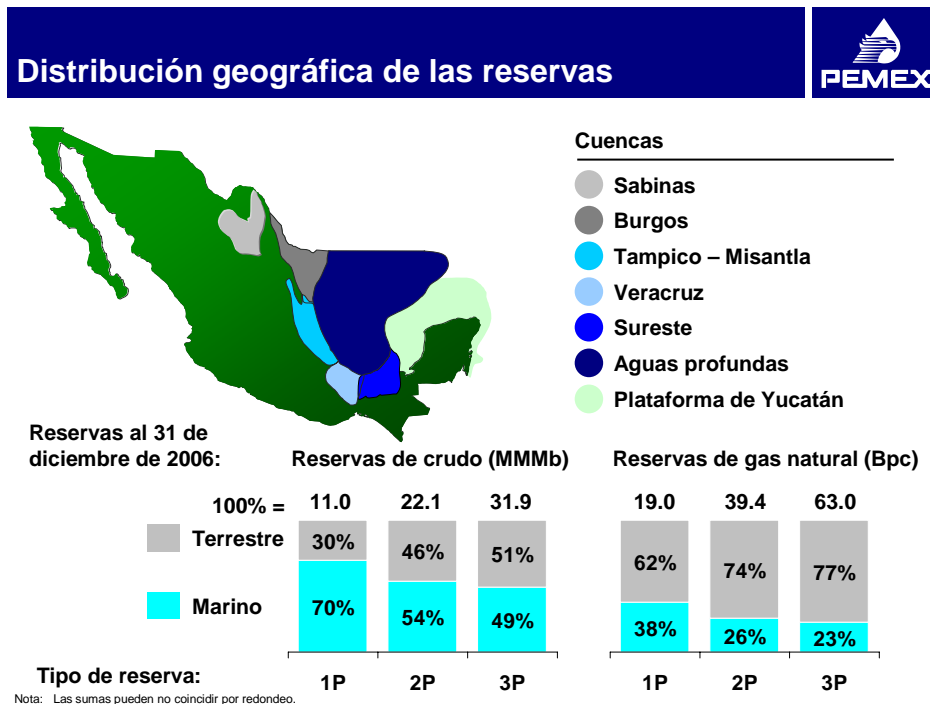 Distribución geográfica de las reservas
PEMEX
Cuencas
Sabinas
Burgos
Tampico – Misantla
Veracruz
Sureste
Aguas profundas
Plataforma de Yucatán
Reservas al 31 de
diciembre de 2006:
Reservas de crudo (MMMb)
Reservas de gas natural (Bpc)
100% = 11.0 22.1 31.9 19.0 39.4 63.0
Terrestre 30% 46% 51% 62% 74% 77%
Marino 70% 54% 49% 38% 26% 23%
Tipo de reserva: 1P 2P 3P 1P 2P 3P
Nota: Las sumas pueden no coincidir por redondeo.